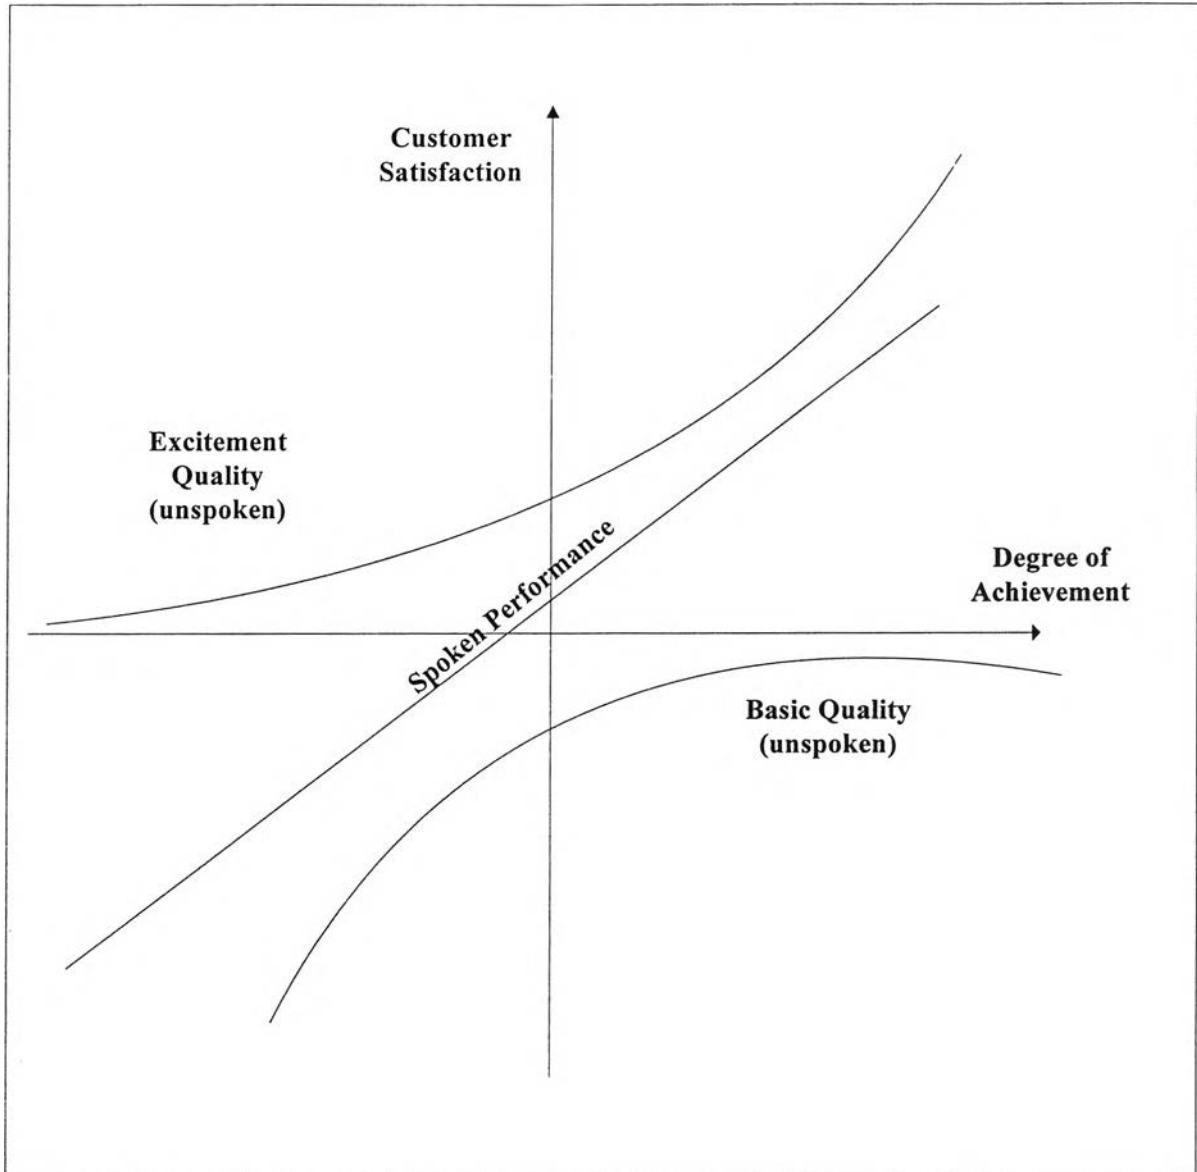 Customer
Satisfaction
Excitement
Quality
(unspoken)
Spoken Performance
Degree of
Achievement
Basic Quality
(unspoken)